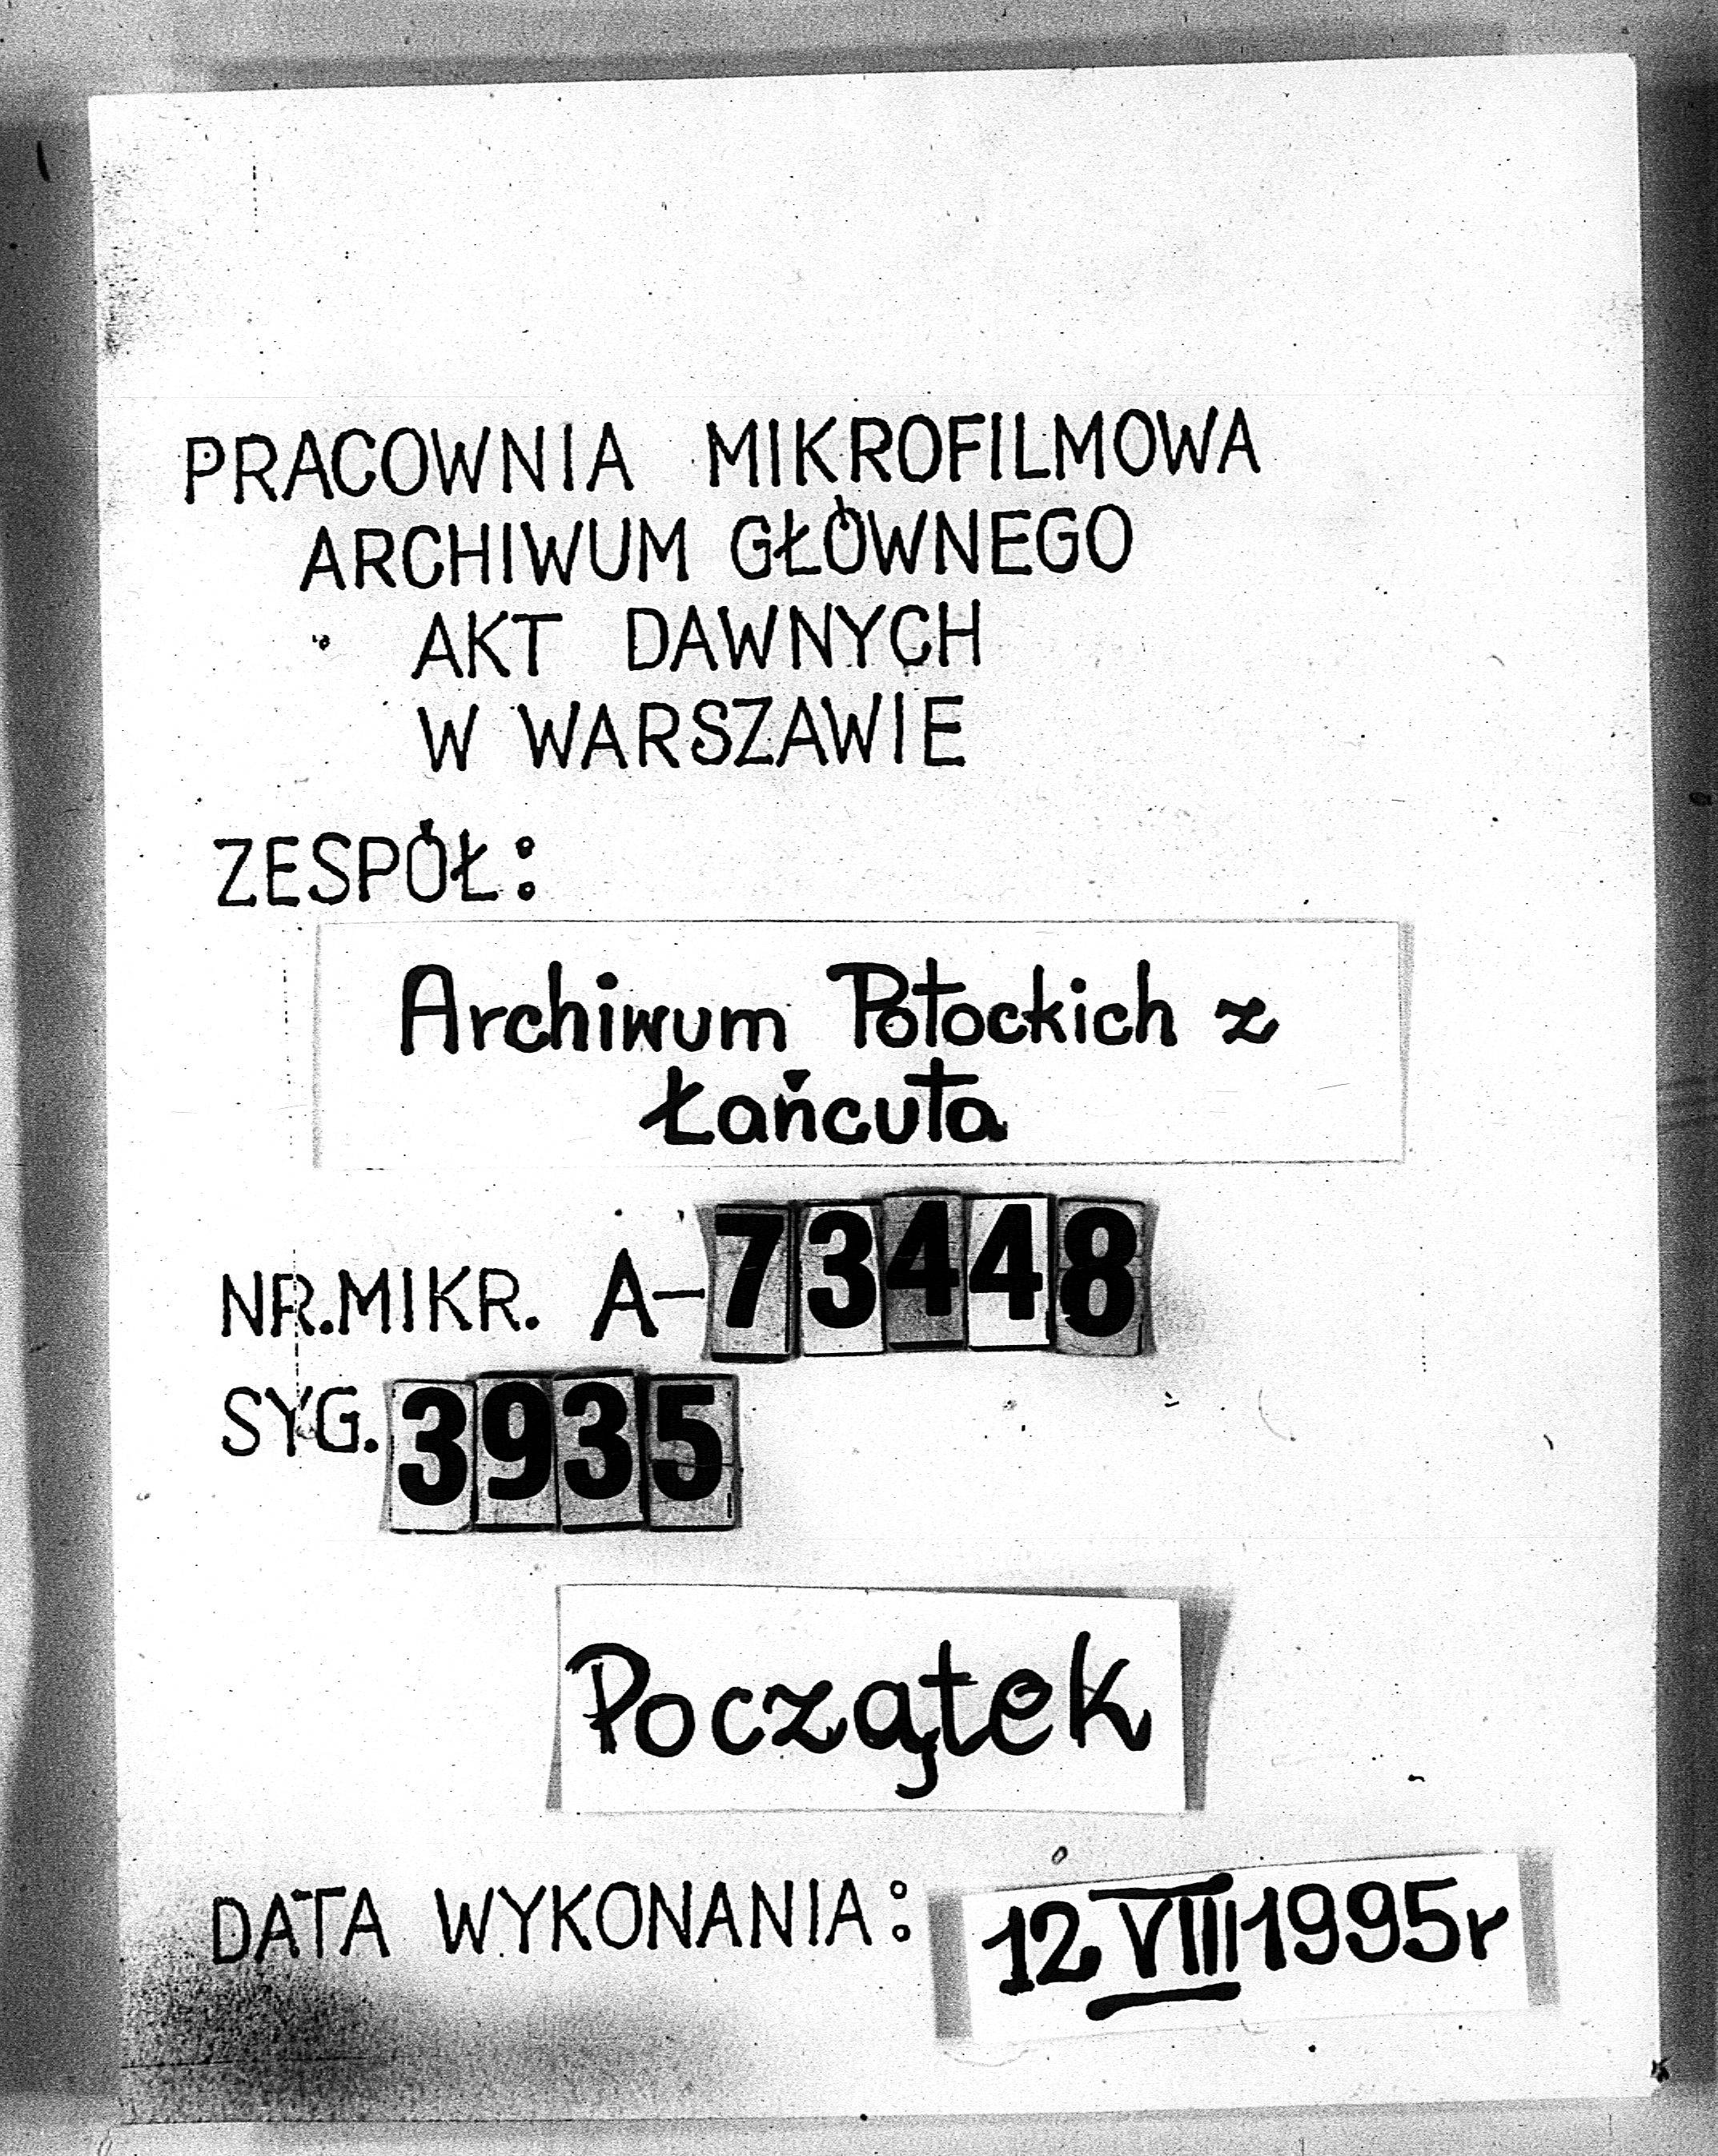 PRACOWNIA MIKROFILMOWA
ARCHIWUM GŁÓWNEGO
AKT DAWNYCH
W WARSZAWIE
ZESPÓŁ:
Archiwum Potockich z
Łańcuta
NR.MIKR. A-73448
SYG. 3935
Początek
DATA WYKONANIA: 12 VIII 1995r